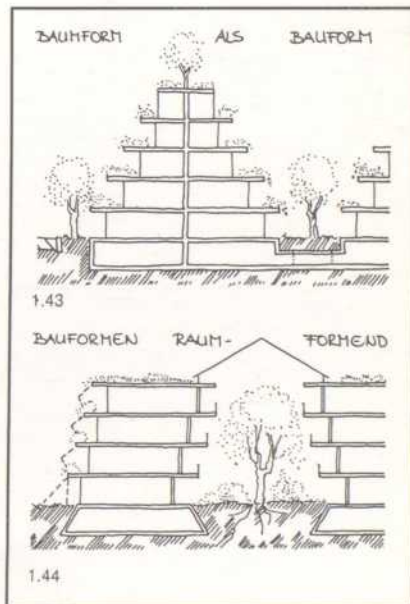 BAUMFORM ALS BAUFORM
1.43
BAUFORMEN RAUM- FORMEND
1.44